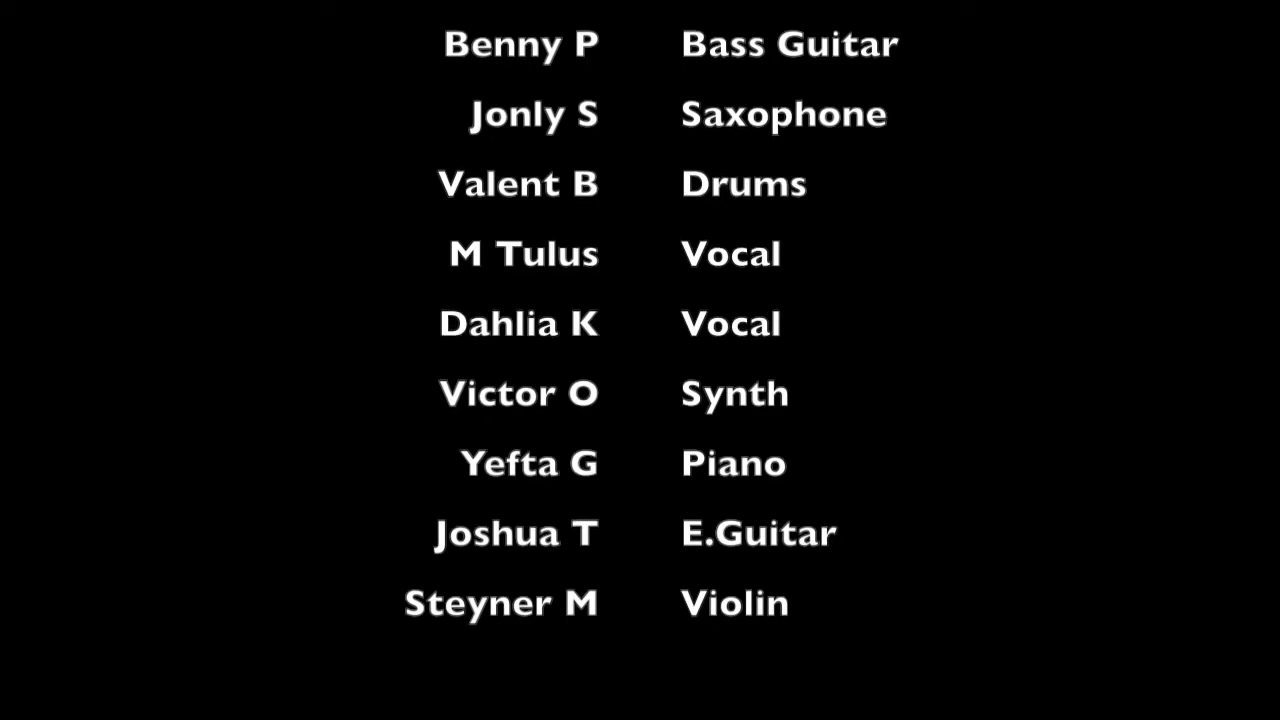 Benny P Bass Guitar
Jonly S Saxophone
Valent B Drums
M Tulus Vocal
Dahlia K Vocal
Victor O Synth
Yefta G Piano
Joshua T E.Guitar
Steyner M Violin